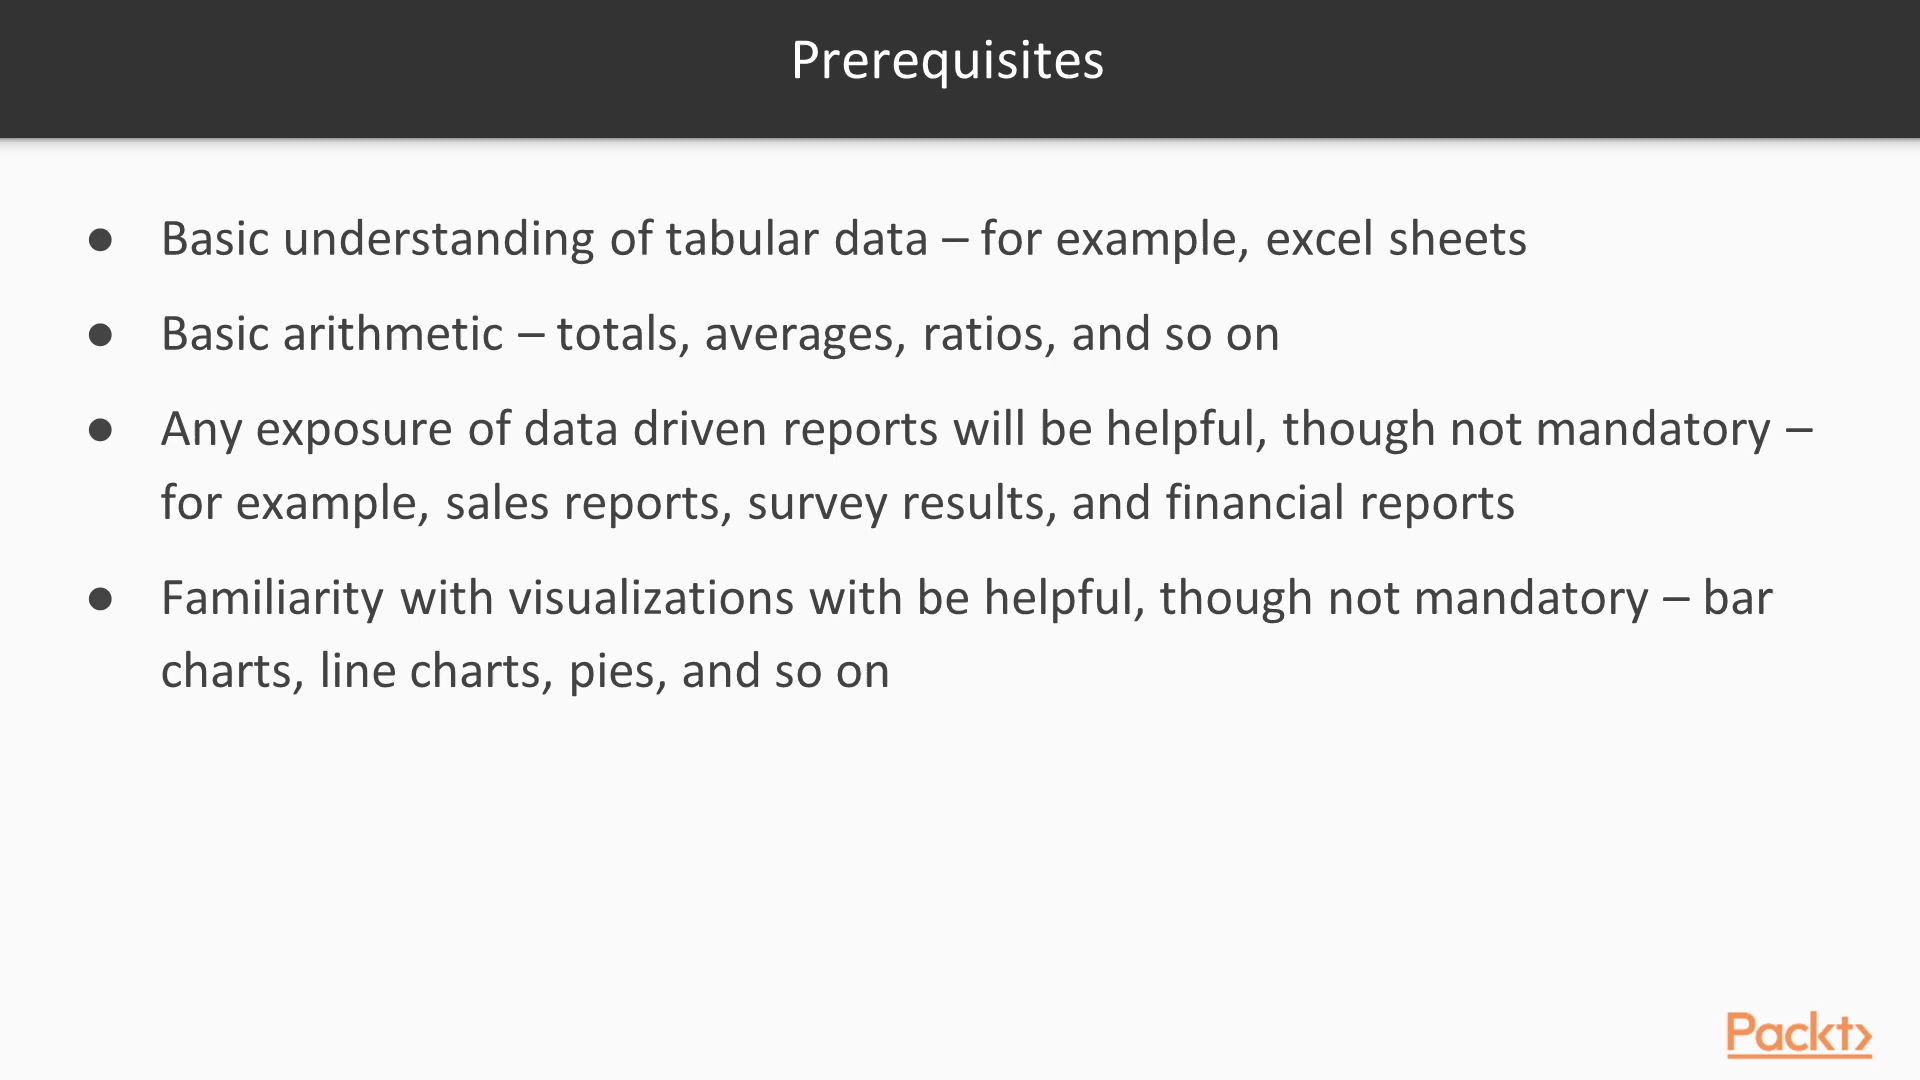 Prerequisites
● Basic understanding of tabular data – for example, excel sheets
● Basic arithmetic – totals, averages, ratios, and so on
● Any exposure of data driven reports will be helpful, though not mandatory –
for example, sales reports, survey results, and financial reports
● Familiarity with visualizations with be helpful, though not mandatory – bar
charts, line charts, pies, and so on
Packt>